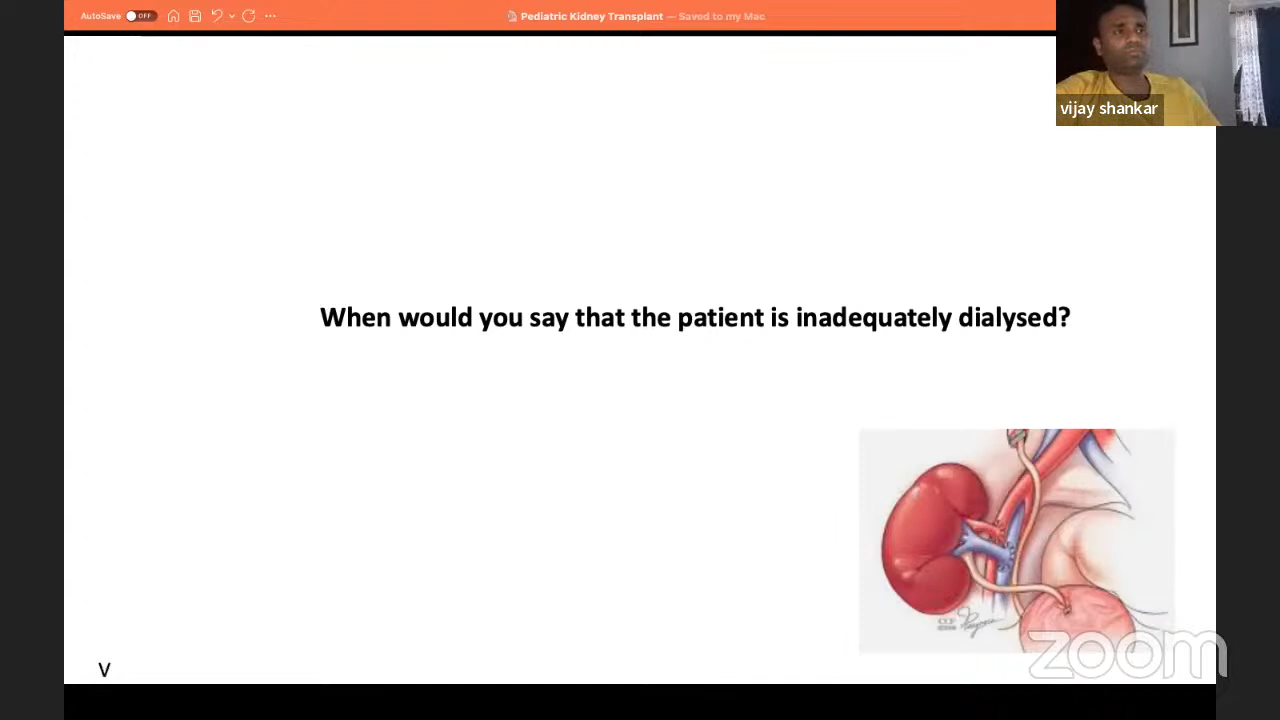 AutoSave OFF
Pediatric Kidney Transplant — Saved to my Mac
vijay shankar
When would you say that the patient is inadequately dialysed?
V
zoom